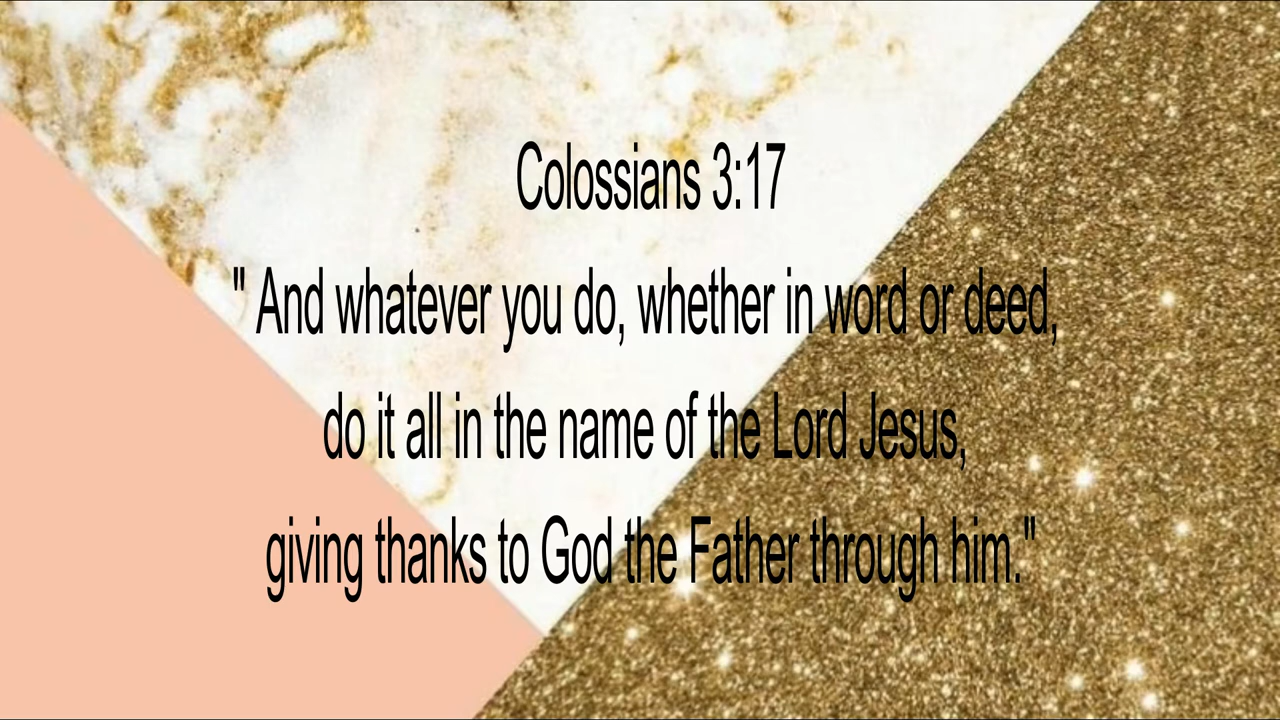 Colossians 3:17
" And whatever you do, whether in word or deed,
do it all in the name of the Lord Jesus,
giving thanks to God the Father through him."